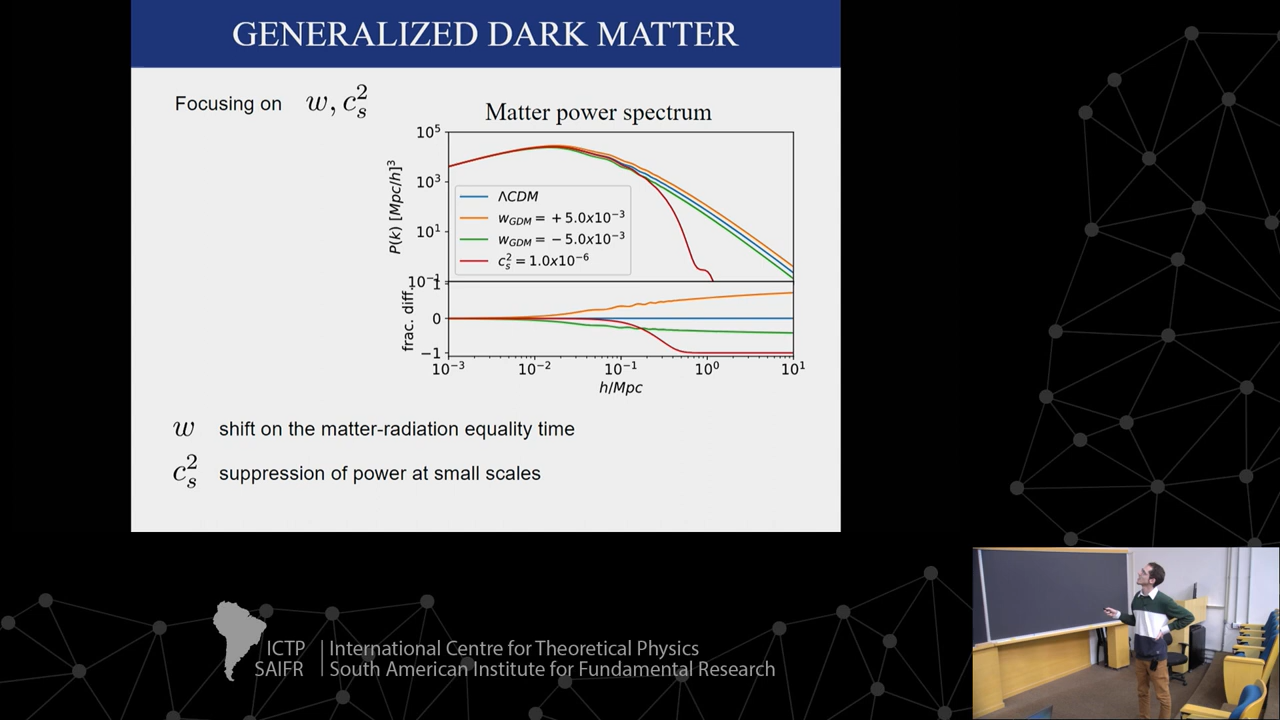 GENERALIZED DARK MATTER
Focusing on w, c_s^2
Matter power spectrum
10^5
10^3
10^1
10^-1
P(k) [Mpc/h]^3
ΛCDM
w_GDM = +5.0x10^-3
w_GDM = −5.0x10^-3
c_s^2 = 1.0x10^-6
1
0
−1
frac. diff.
10^-3 10^-2 10^-1 10^0 10^1
h/Mpc
w shift on the matter-radiation equality time
c_s^2 suppression of power at small scales
ICTP | International Centre for Theoretical Physics
SAIFR | South American Institute for Fundamental Research